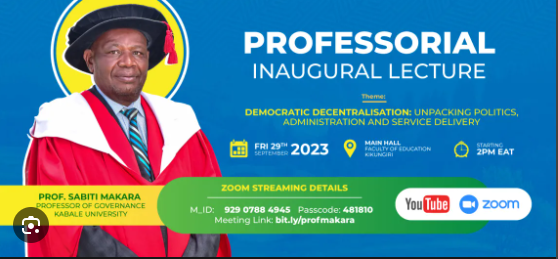 PROFESSORIAL
INAUGURAL LECTURE
Theme:
DEMOCRATIC DECENTRALISATION: UNPACKING POLITICS,
ADMINISTRATION AND SERVICE DELIVERY
FRI 29TH
SEPTEMBER
2023
MAIN HALL
FACULTY OF EDUCATION
KIKUNGIRI
STARTING
2PM EAT
PROF. SABITI MAKARA
PROFESSOR OF GOVERNANCE
KABALE UNIVERSITY
ZOOM STREAMING DETAILS
M_ID: 929 0788 4945 Passcode: 481810
Meeting Link: bit.ly/profmakara
YouTube
zoom